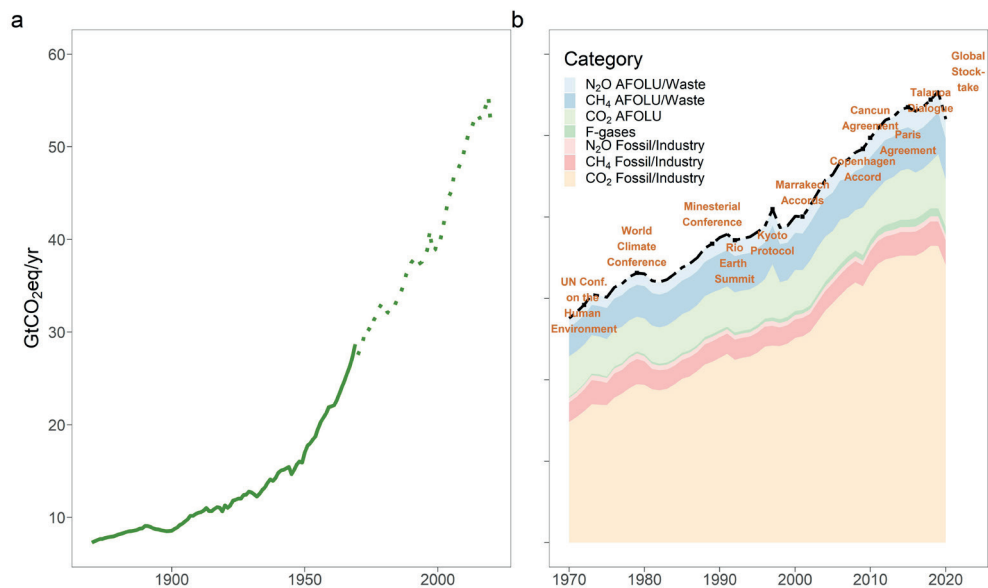 a
GtCO₂eq/yr
60
50
40
30
20
10
1900
1950
2000
b
Category
N₂O AFOLU/Waste
CH₄ AFOLU/Waste
CO₂ AFOLU
F-gases
N₂O Fossil/Industry
CH₄ Fossil/Industry
CO₂ Fossil/Industry
UN Conf.
on the
Human
Environment
World
Climate
Conference
Minesterial
Conference
Rio
Earth
Summit
Kyoto
Protocol
Marrakech
Accords
Copenhagen
Accord
Cancun
Agreement
Paris
Agreement
Talanoa
Dialogue
Global
Stock-
take
1970
1980
1990
2000
2010
2020